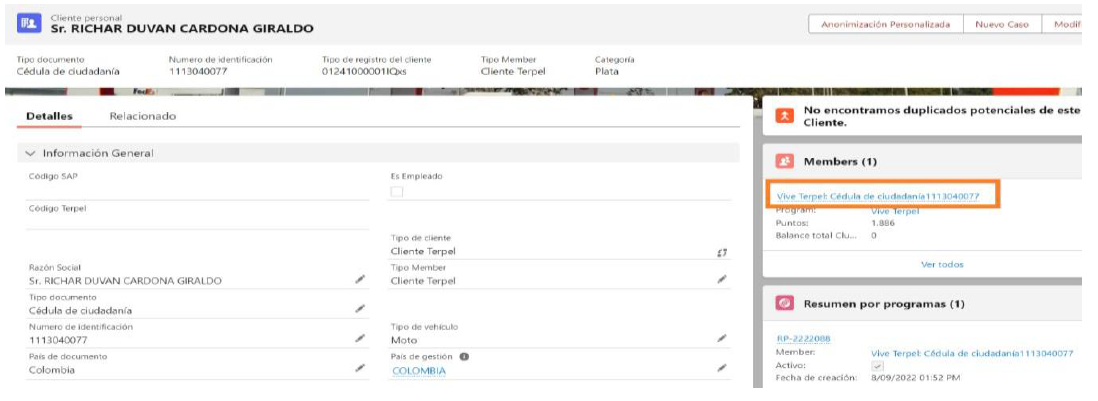 Cliente personal
Sr. RICHAR DUVAN CARDONA GIRALDO
Anonimización Personalizada
Nuevo Caso
Modif
Tipo documento
Cédula de ciudadanía
Numero de identificación
1113040077
Tipo de registro del cliente
Tipo Member
Cliente Terpel
Categoría
Plata
FedEx
Detalles
Relacionado
Información General
Código SAP
Es Empleado
Código Terpel
Tipo de cliente
Cliente Terpel
Razón Social
Sr. RICHAR DUVAN CARDONA GIRALDO
Tipo Member
Cliente Terpel
Tipo documento
Cédula de ciudadanía
Numero de identificación
1113040077
Tipo de vehículo
Moto
País de documento
Colombia
País de gestión
COLOMBIA
No encontramos duplicados potenciales de este
Cliente.
Members (1)
Vive Terpel: Cédula de ciudadanía1113040077
Program: Vive Terpel
Puntos: 1.886
Balance total Clu... 0
Ver todos
Resumen por programas (1)
RP-2222088
Member: Vive Terpel: Cédula de ciudadanía1113040077
Activo:
Fecha de creación: 8/09/2022 01:52 PM